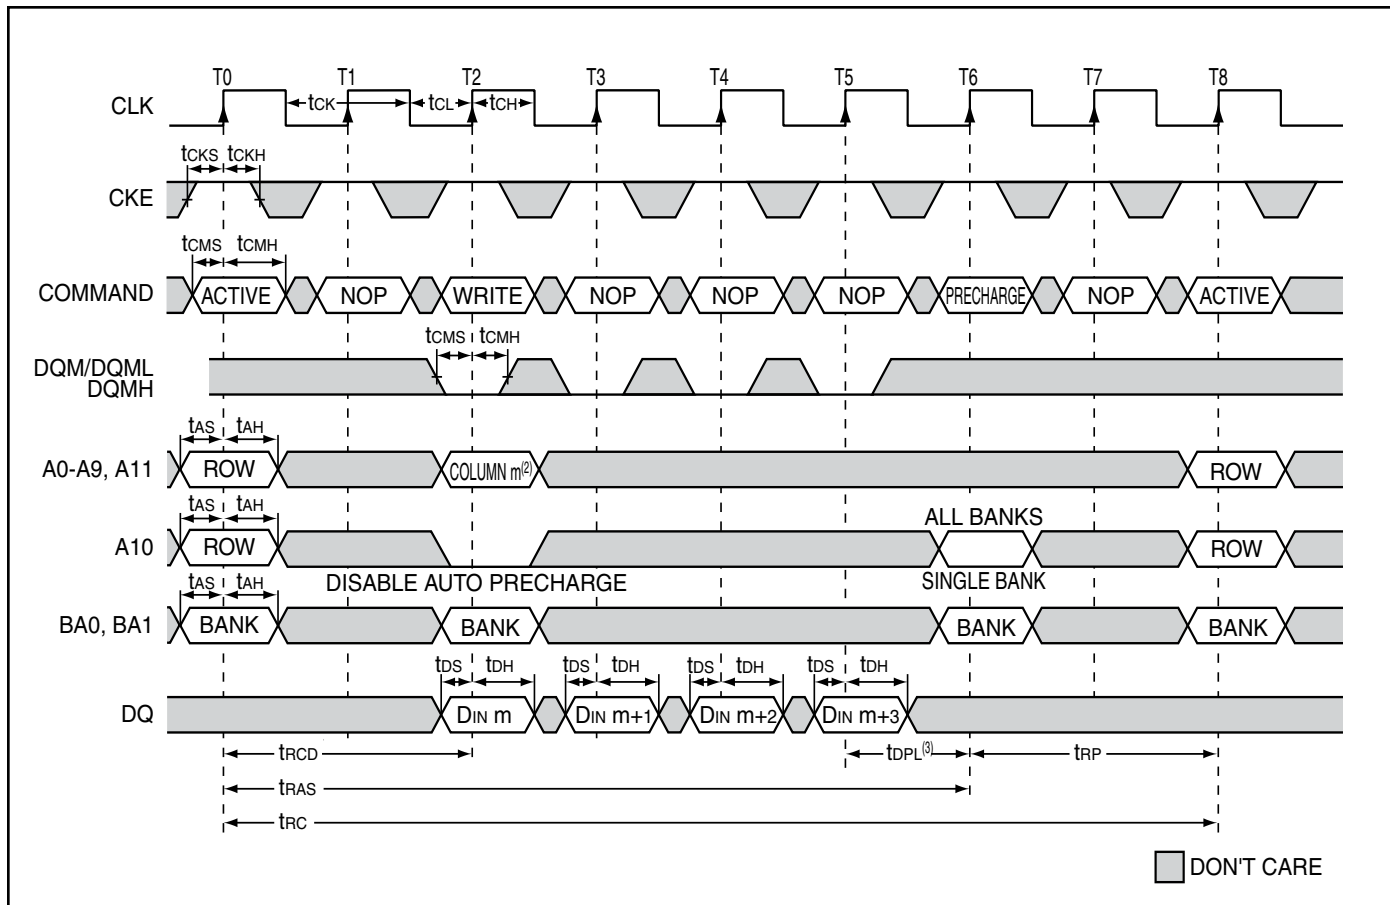 T0 T1 T2 T3 T4 T5 T6 T7 T8
CLK tCK tCL tCH
tCKS tCKH
CKE
tCMS tCMH
COMMAND ACTIVE NOP WRITE NOP NOP NOP PRECHARGE NOP ACTIVE
tCMS tCMH
DQM/DQML
DQMH
tAS tAH
A0-A9, A11 ROW COLUMN m(2) ROW
tAS tAH ALL BANKS
A10 ROW ROW
tAS tAH DISABLE AUTO PRECHARGE SINGLE BANK
BA0, BA1 BANK BANK BANK BANK
tDS tDH tDS tDH tDS tDH tDS tDH
DQ DIN m DIN m+1 DIN m+2 DIN m+3
tRCD tDPL(3) tRP
tRAS
tRC
DON'T CARE